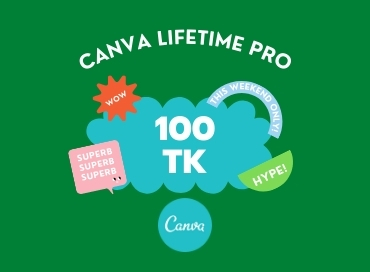 CANVA LIFETIME PRO
WOW
THIS WEEKEND ONLY!
100
TK
SUPERB
SUPERB
SUPERB
HYPE!
Canva